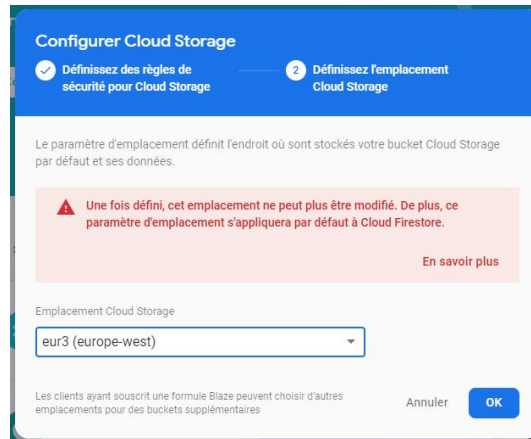 Configurer Cloud Storage
Définissez des règles de
sécurité pour Cloud Storage
2
Définissez l'emplacement
Cloud Storage
Le paramètre d'emplacement définit l'endroit où sont stockés votre bucket Cloud Storage
par défaut et ses données.
Une fois défini, cet emplacement ne peut plus être modifié. De plus, ce
paramètre d'emplacement s'appliquera par défaut à Cloud Firestore.
En savoir plus
Emplacement Cloud Storage
eur3 (europe-west)
Les clients ayant souscrit une formule Blaze peuvent choisir d'autres
emplacements pour des buckets supplémentaires
Annuler
OK